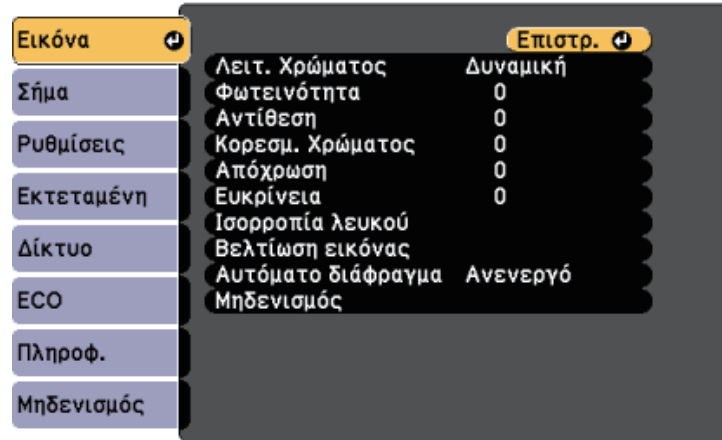 Εικόνα
Σήμα
Ρυθμίσεις
Εκτεταμένη
Δίκτυο
ECO
Πληροφ.
Μηδενισμός
Επιστρ.
Λειτ. Χρώματος Δυναμική
Φωτεινότητα 0
Αντίθεση 0
Κορεσμ. Χρώματος 0
Απόχρωση 0
Ευκρίνεια 0
Ισορροπία λευκού
Βελτίωση εικόνας
Αυτόματο διάφραγμα Ανενεργό
Μηδενισμός